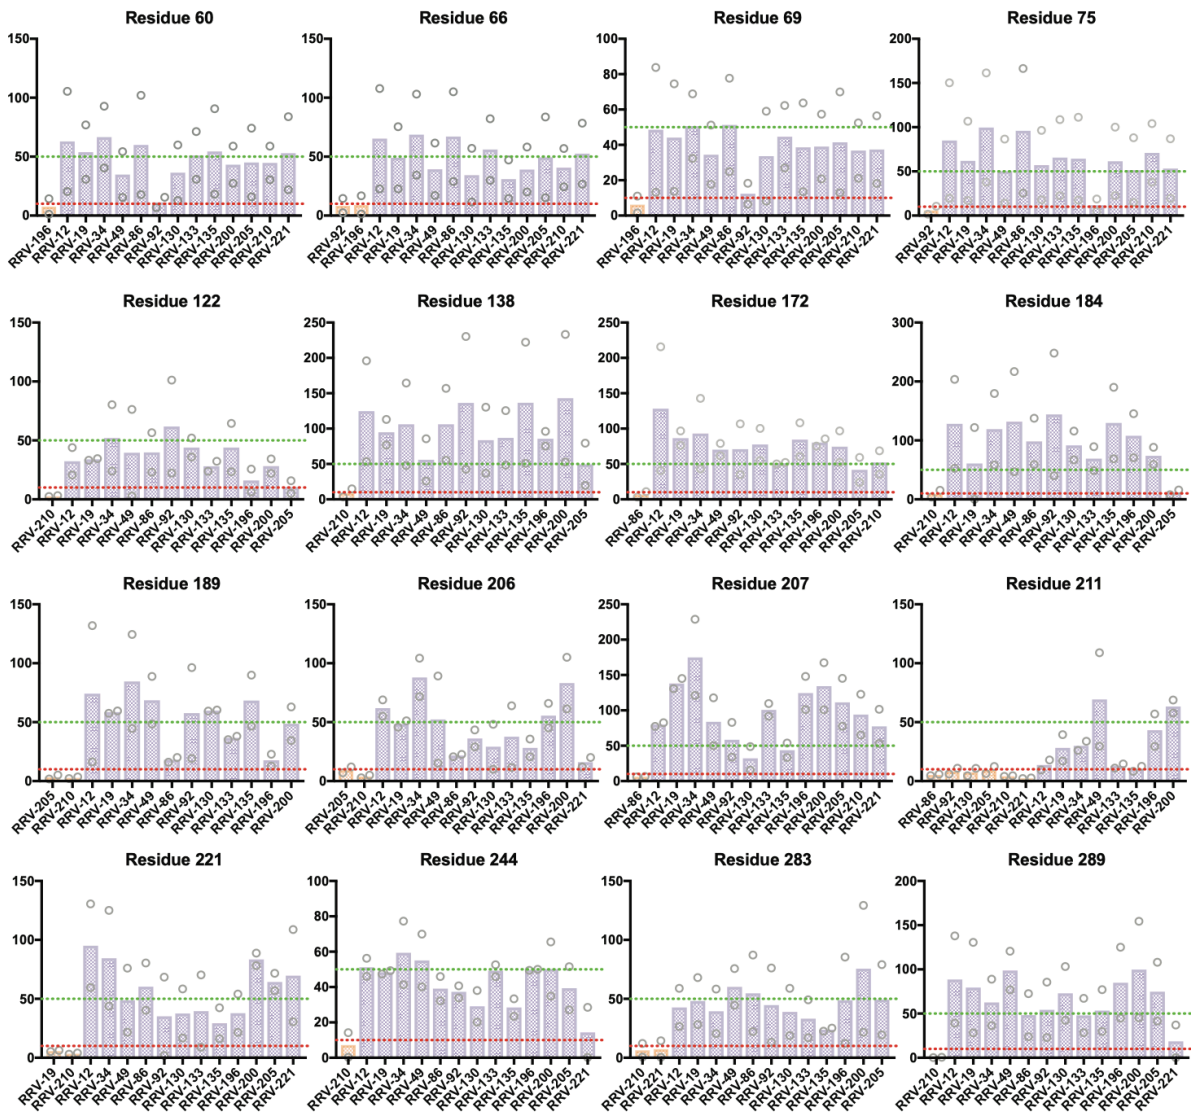 Residue 60
150
100
50
0
RRV-196 RRV-12 RRV-19 RRV-34 RRV-49 RRV-86 RRV-92 RRV-130 RRV-133 RRV-135 RRV-200 RRV-205 RRV-210 RRV-221
Residue 66
150
100
50
0
RRV-92 RRV-196 RRV-12 RRV-19 RRV-34 RRV-49 RRV-86 RRV-130 RRV-133 RRV-135 RRV-200 RRV-205 RRV-210 RRV-221
Residue 69
100
80
60
40
20
0
RRV-196 RRV-12 RRV-19 RRV-34 RRV-49 RRV-86 RRV-92 RRV-130 RRV-133 RRV-135 RRV-200 RRV-205 RRV-210 RRV-221
Residue 75
200
150
100
50
0
RRV-92 RRV-12 RRV-19 RRV-34 RRV-49 RRV-86 RRV-130 RRV-133 RRV-135 RRV-196 RRV-200 RRV-205 RRV-210 RRV-221
Residue 122
150
100
50
0
RRV-210 RRV-12 RRV-19 RRV-34 RRV-49 RRV-86 RRV-92 RRV-130 RRV-133 RRV-135 RRV-196 RRV-200 RRV-205
Residue 138
250
200
150
100
50
0
RRV-210 RRV-12 RRV-19 RRV-34 RRV-49 RRV-86 RRV-92 RRV-130 RRV-133 RRV-135 RRV-196 RRV-200 RRV-205
Residue 172
250
200
150
100
50
0
RRV-86 RRV-12 RRV-19 RRV-34 RRV-49 RRV-92 RRV-130 RRV-133 RRV-135 RRV-196 RRV-200 RRV-205 RRV-210
Residue 184
300
200
100
0
RRV-210 RRV-12 RRV-19 RRV-34 RRV-49 RRV-86 RRV-92 RRV-130 RRV-133 RRV-135 RRV-196 RRV-200 RRV-205
Residue 189
150
100
50
0
RRV-205 RRV-210 RRV-12 RRV-19 RRV-34 RRV-49 RRV-86 RRV-92 RRV-130 RRV-133 RRV-135 RRV-196 RRV-200
Residue 206
150
100
50
0
RRV-205 RRV-210 RRV-12 RRV-19 RRV-34 RRV-49 RRV-86 RRV-92 RRV-130 RRV-133 RRV-135 RRV-196 RRV-200 RRV-221
Residue 207
250
200
150
100
50
0
RRV-86 RRV-12 RRV-19 RRV-34 RRV-49 RRV-92 RRV-130 RRV-133 RRV-135 RRV-196 RRV-200 RRV-205 RRV-210 RRV-221
Residue 211
150
100
50
0
RRV-86 RRV-92 RRV-130 RRV-205 RRV-210 RRV-221 RRV-12 RRV-19 RRV-34 RRV-49 RRV-133 RRV-135 RRV-196 RRV-200
Residue 221
150
100
50
0
RRV-19 RRV-210 RRV-12 RRV-34 RRV-49 RRV-86 RRV-92 RRV-130 RRV-133 RRV-135 RRV-196 RRV-200 RRV-205 RRV-221
Residue 244
100
80
60
40
20
0
RRV-210 RRV-12 RRV-19 RRV-34 RRV-49 RRV-86 RRV-92 RRV-130 RRV-133 RRV-135 RRV-196 RRV-200 RRV-205 RRV-221
Residue 283
150
100
50
0
RRV-210 RRV-221 RRV-12 RRV-19 RRV-34 RRV-49 RRV-86 RRV-92 RRV-130 RRV-133 RRV-135 RRV-196 RRV-200 RRV-205
Residue 289
200
150
100
50
0
RRV-210 RRV-12 RRV-19 RRV-34 RRV-49 RRV-86 RRV-92 RRV-130 RRV-133 RRV-135 RRV-196 RRV-200 RRV-205 RRV-221